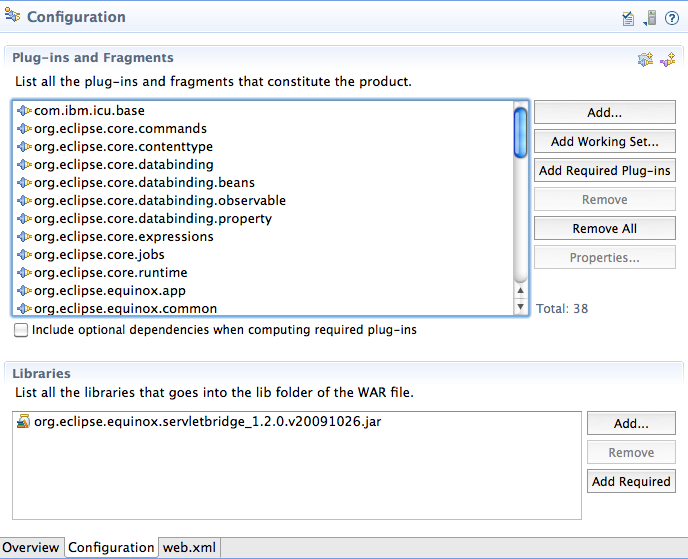 Configuration
Plug-ins and Fragments
List all the plug-ins and fragments that constitute the product.
com.ibm.icu.base
org.eclipse.core.commands
org.eclipse.core.contenttype
org.eclipse.core.databinding
org.eclipse.core.databinding.beans
org.eclipse.core.databinding.observable
org.eclipse.core.databinding.property
org.eclipse.core.expressions
org.eclipse.core.jobs
org.eclipse.core.runtime
org.eclipse.equinox.app
org.eclipse.equinox.common
Add...
Add Working Set...
Add Required Plug-ins
Remove
Remove All
Properties...
Total: 38
Include optional dependencies when computing required plug-ins
Libraries
List all the libraries that goes into the lib folder of the WAR file.
org.eclipse.equinox.servletbridge_1.2.0.v20091026.jar
Add...
Remove
Add Required
Overview Configuration web.xml